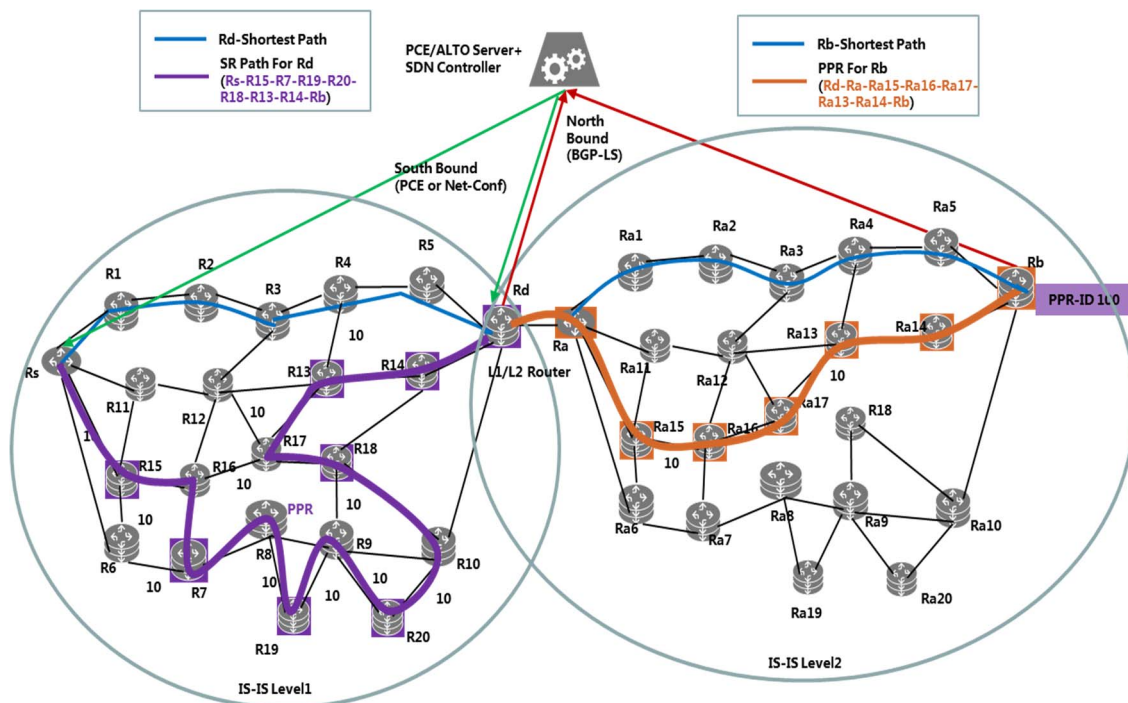 Rd-Shortest Path
SR Path For Rd
(Rs-R15-R7-R19-R20-
R18-R13-R14-Rb)
PCE/ALTO Server+
SDN Controller
Rb-Shortest Path
PPR For Rb
(Rd-Ra-Ra15-Ra16-Ra17-
Ra13-Ra14-Rb)
North
Bound
(BGP-LS)
South Bound
(PCE or Net-Conf)
R1
R2
R3
R4
R5
Rd
Ra1
Ra2
Ra3
Ra4
Ra5
Rb
PPR-ID 100
Rs
10
R13
R14
L1/L2 Router
Ra
Ra11
Ra12
Ra13
Ra14
10
R11
R12
10
R17
R18
10
R15
R16
10
10
Ra15
10
Ra16
Ra17
R18
10
R6
10
R7
PPR
R8
10
R9
10
R10
10
R19
R20
Ra6
Ra7
Ra8
Ra9
Ra10
Ra19
Ra20
IS-IS Level1
IS-IS Level2